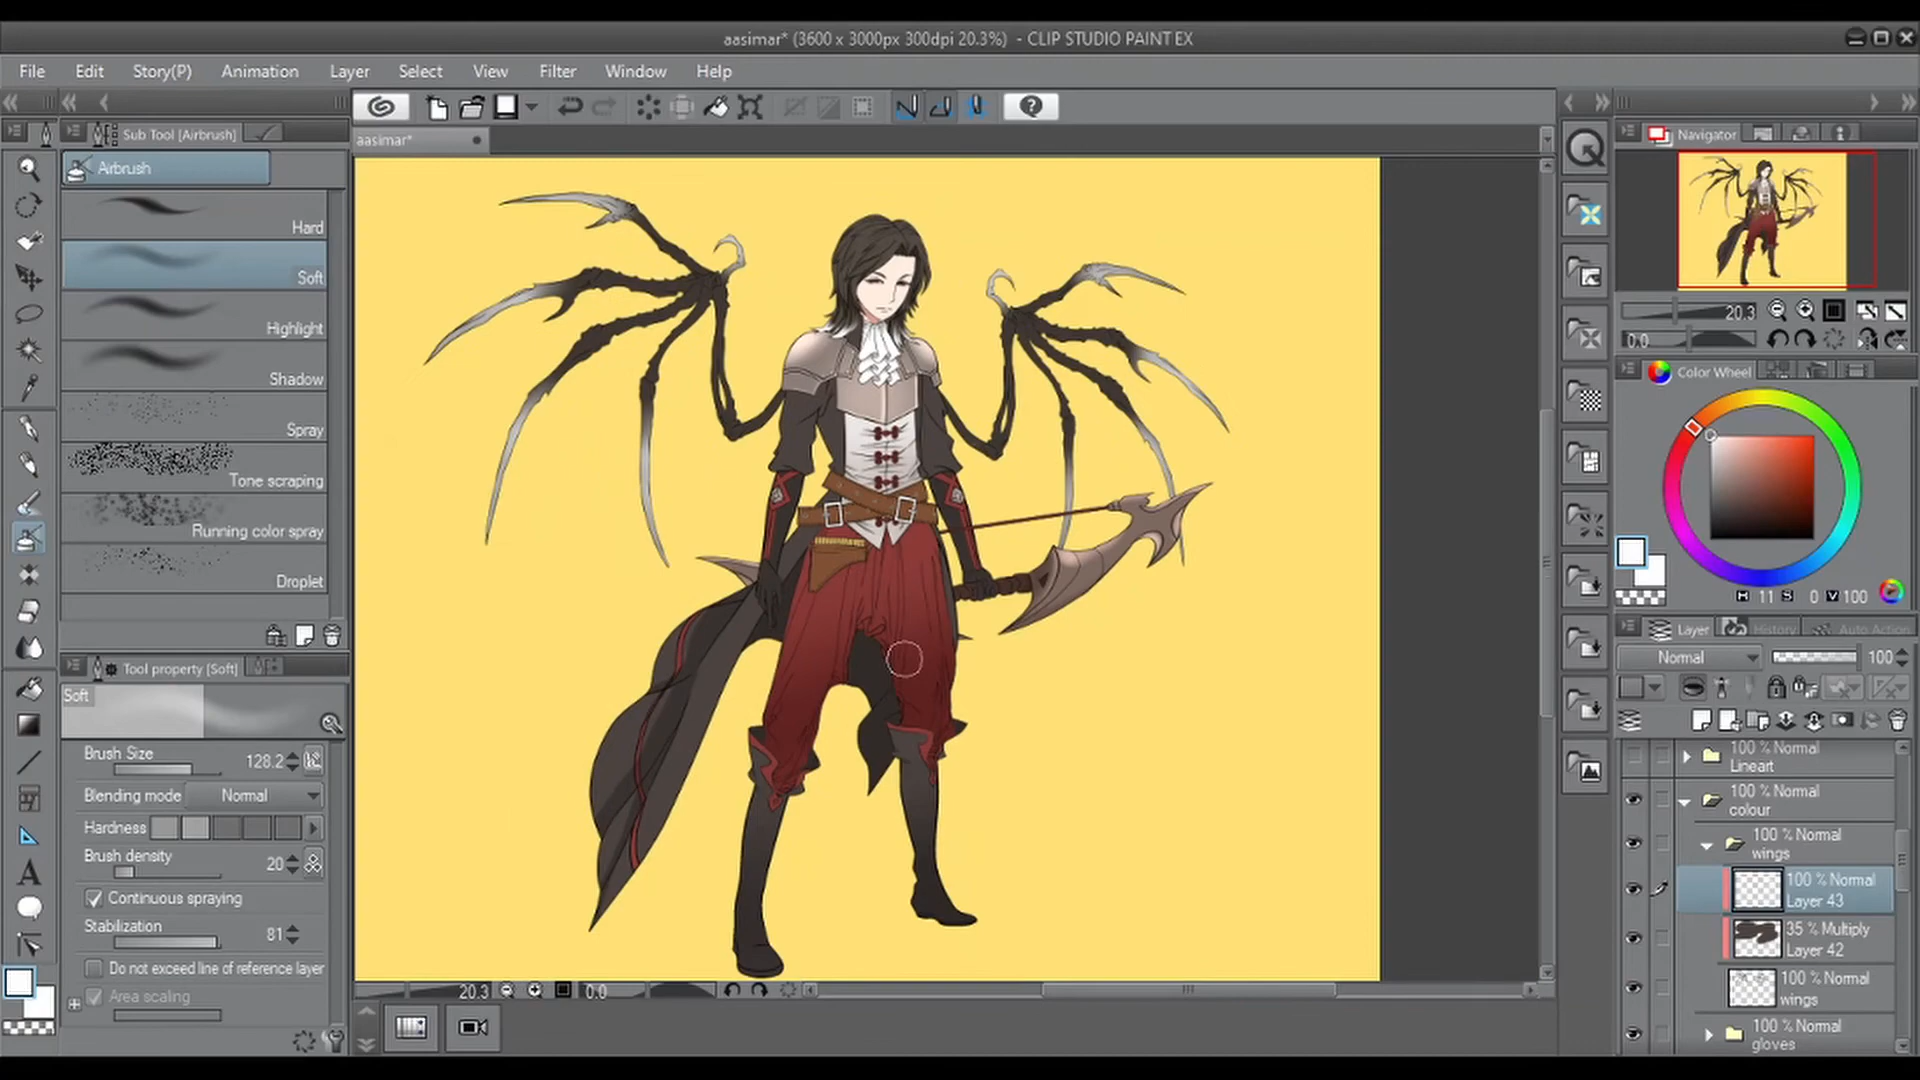 aasimar* (3600 x 3000px 300dpi 20.3%) - CLIP STUDIO PAINT EX
File Edit Story(P) Animation Layer Select View Filter Window Help
Sub Tool [Airbrush]
Airbrush
Hard
Soft
Highlight
Shadow
Spray
Tone scraping
Running color spray
Droplet
Tool property [Soft]
Soft
Brush Size 128.2
Blending mode Normal
Hardness
Brush density 20
Continuous spraying
Stabilization 81
Do not exceed line of reference layer
Area scaling
aasimar*
20.3 0.0
Navigator
20.3
0.0
Color Wheel
H 11 S 0 V 100
Layer History Auto Action
Normal 100
100 % Normal
Lineart
100 % Normal
colour
100 % Normal
wings
100 % Normal
Layer 43
35 % Multiply
Layer 42
100 % Normal
wings
100 % Normal
gloves